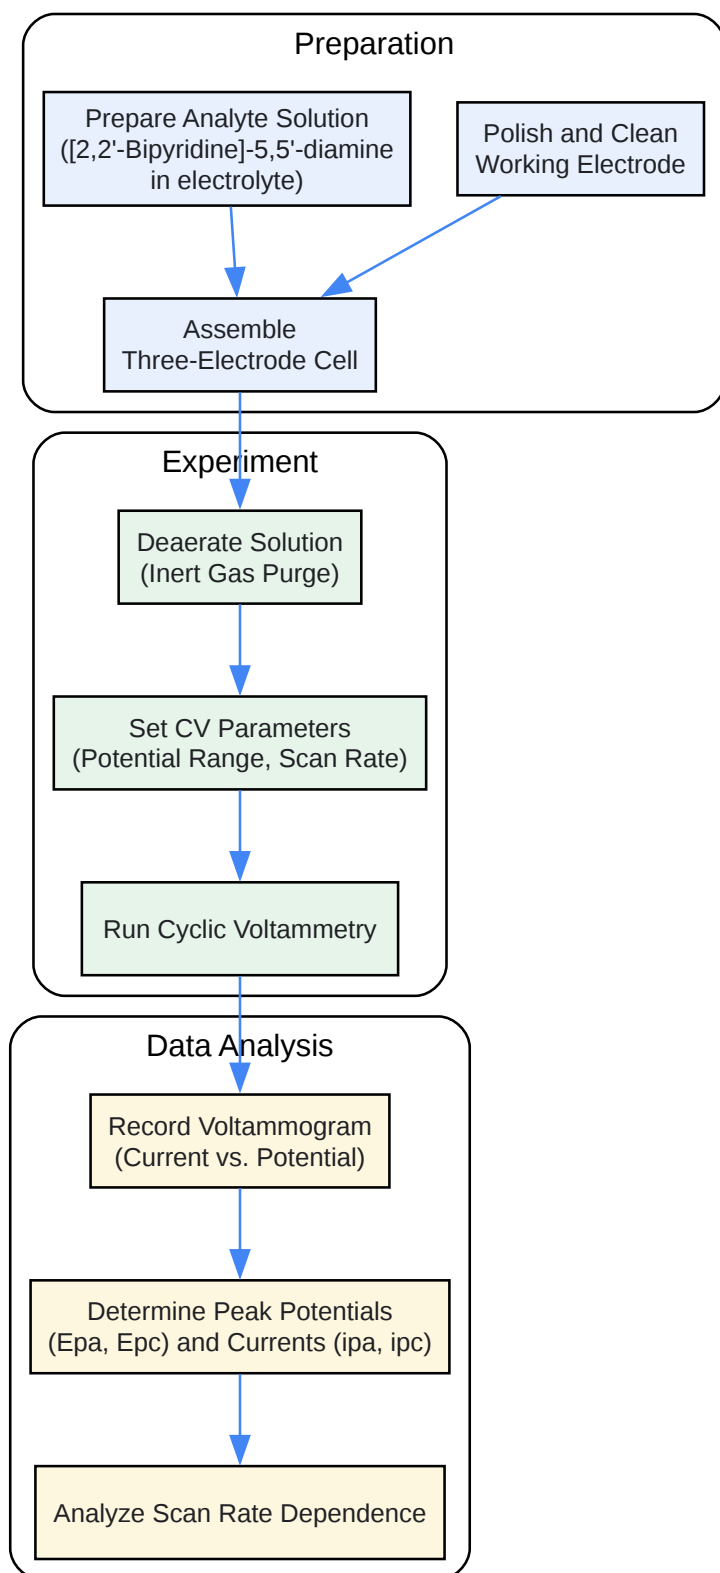 Preparation
Prepare Analyte Solution
([2,2'-Bipyridine]-5,5'-diamine
in electrolyte)
Polish and Clean
Working Electrode
Assemble
Three-Electrode Cell
Experiment
Deaerate Solution
(Inert Gas Purge)
Set CV Parameters
(Potential Range, Scan Rate)
Run Cyclic Voltammetry
Data Analysis
Record Voltammogram
(Current vs. Potential)
Determine Peak Potentials
(Epa, Epc) and Currents (ipa, ipc)
Analyze Scan Rate Dependence